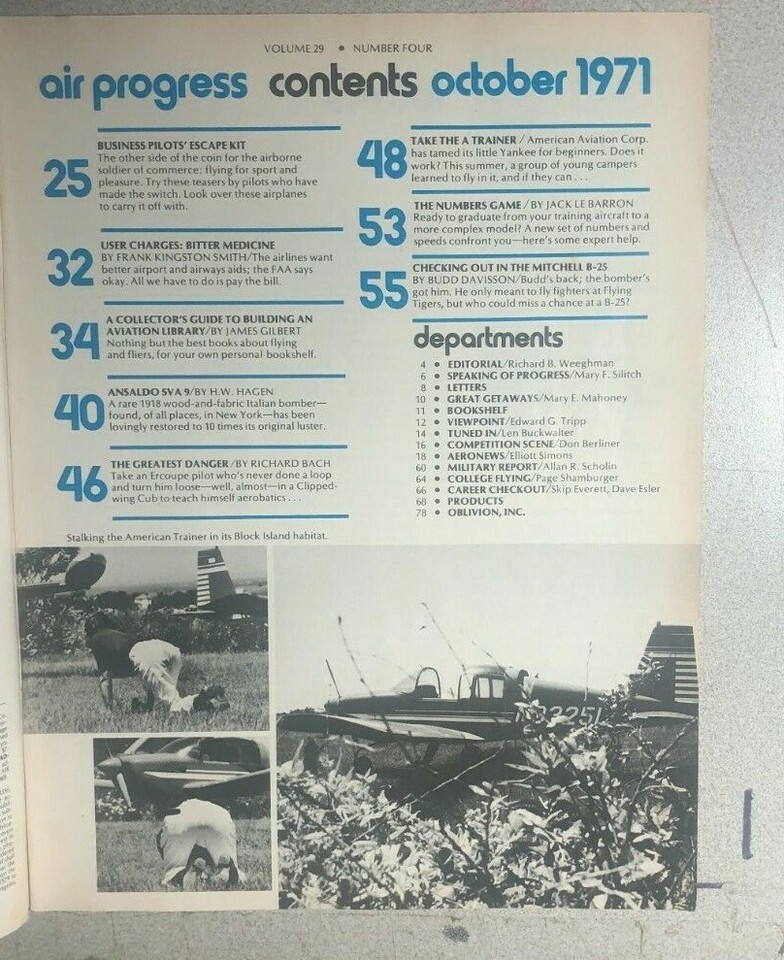 VOLUME 29 • NUMBER FOUR
air progress contents october 1971
25
BUSINESS PILOTS' ESCAPE KIT
The other side of the coin for the airborne
soldier of commerce: flying for sport and
pleasure. Try these teasers by pilots who have
made the switch. Look over these airplanes
to carry it off with.
32
USER CHARGES: BITTER MEDICINE
BY FRANK KINGSTON SMITH/The airlines want
better airport and airways aids; the FAA says
okay. All we have to do is pay the bill.
34
A COLLECTOR'S GUIDE TO BUILDING AN
AVIATION LIBRARY/BY JAMES GILBERT
Nothing but the best books about flying
and fliers, for your own personal bookshelf.
40
ANSALDO SVA 9/BY H.W. HAGEN
A rare 1918 wood-and-fabric Italian bomber—
found, of all places, in New York—has been
lovingly restored to 10 times its original luster.
46
THE GREATEST DANGER/BY RICHARD BACH
Take an Ercoupe pilot who's never done a loop
and turn him loose—well, almost—in a Clipped-
wing Cub to teach himself aerobatics . . .
48
TAKE THE A TRAINER / American Aviation Corp.
has tamed its little Yankee for beginners. Does it
work? This summer, a group of young campers
learned to fly in it, and if they can . . .
53
THE NUMBERS GAME / BY JACK LE BARRON
Ready to graduate from your training aircraft to a
more complex model? A new set of numbers and
speeds confront you—here's some expert help.
55
CHECKING OUT IN THE MITCHELL B-25
BY BUDD DAVISSON/Budd's back; the bomber's
got him. He only meant to fly fighters at Flying
Tigers, but who could miss a chance at a B-25?
departments
4 • EDITORIAL/Richard B. Weeghman
6 • SPEAKING OF PROGRESS/Mary F. Silitch
8 • LETTERS
10 • GREAT GETAWAYS/Mary E. Mahoney
11 • BOOKSHELF
12 • VIEWPOINT/Edward G. Tripp
14 • TUNED IN/Len Buckwalter
16 • COMPETITION SCENE/Don Berliner
18 • AERONEWS/Elliott Simons
60 • MILITARY REPORT/Allan R. Scholin
64 • COLLEGE FLYING/Page Shamburger
66 • CAREER CHECKOUT/Skip Everett, Dave Esler
68 • PRODUCTS
78 • OBLIVION, INC.
Stalking the American Trainer in its Block Island habitat.